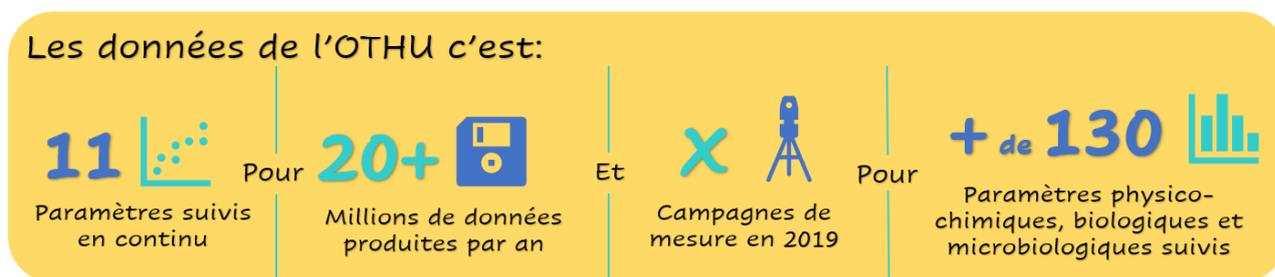 Les données de l'OTHU c'est:
11
Paramètres suivis
en continu
Pour
20+
Millions de données
produites par an
Et
X
Campagnes de
mesure en 2019
Pour
+ de 130
Paramètres physico-
chimiques, biologiques et
microbiologiques suivis